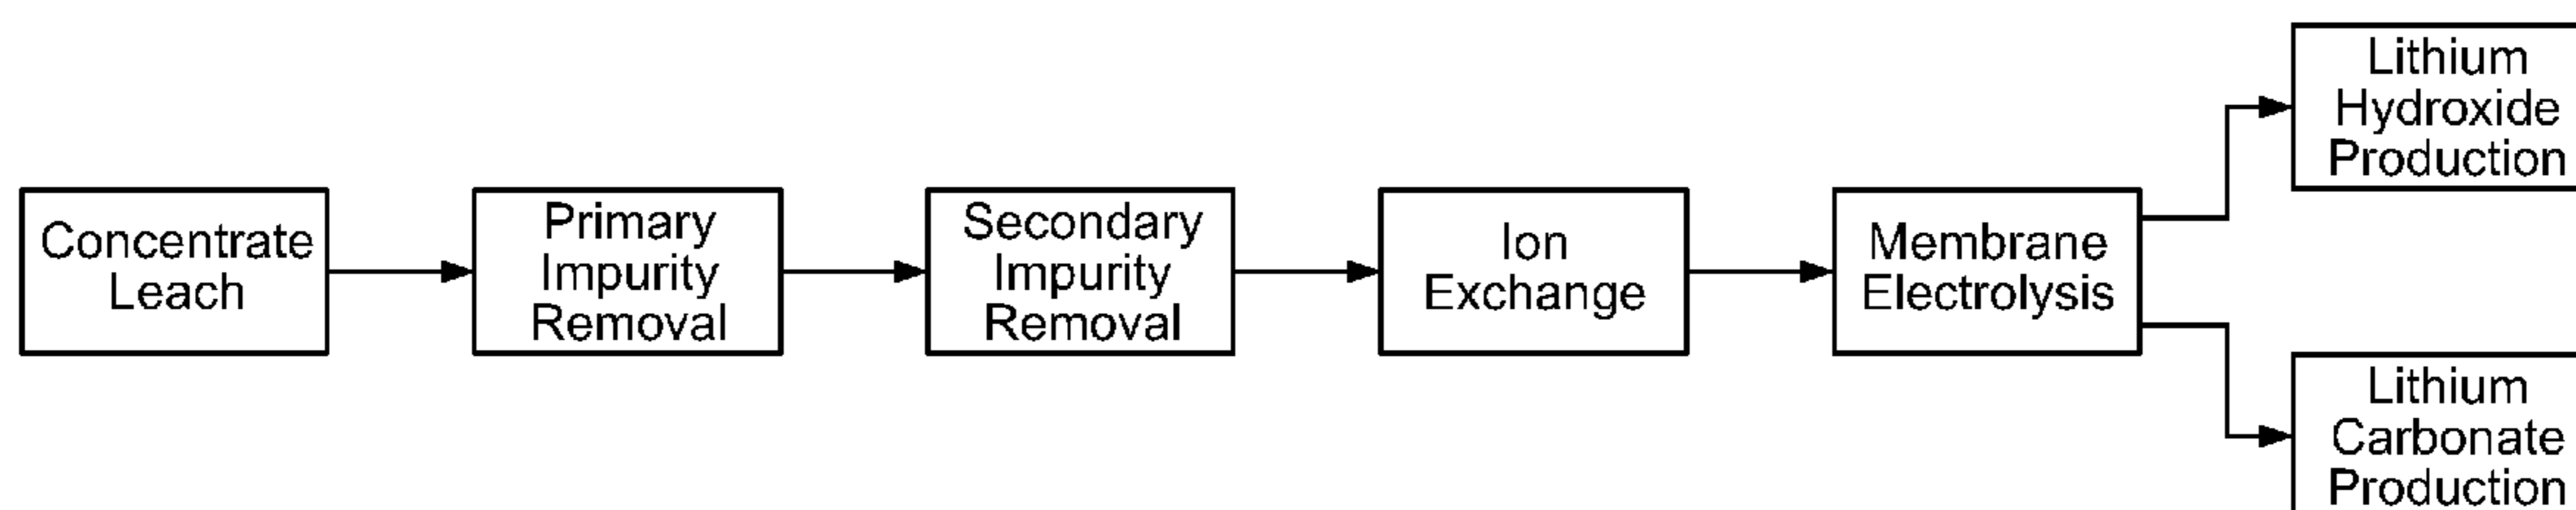 Concentrate
Leach
Primary
Impurity
Removal
Secondary
Impurity
Removal
Ion
Exchange
Membrane
Electrolysis
Lithium
Hydroxide
Production
Lithium
Carbonate
Production